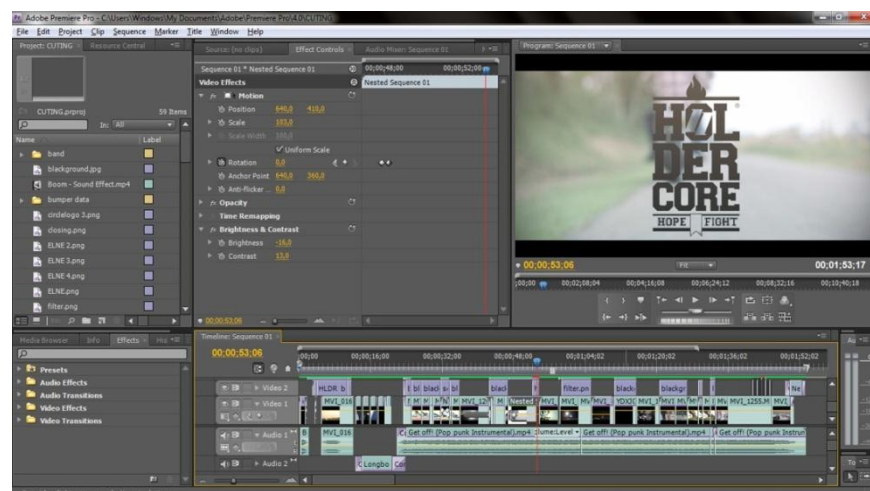 Adobe Premiere Pro - C:\Users\Windows\My Documents\Adobe\Premiere Pro\4.0\CUTING
File Edit Project Clip Sequence Marker Title Window Help
Project: CUTING Resource Central
CUTING.prproj 59 Items
In: All
Name Label
band
blackground.jpg
Boom - Sound Effect.mp4
bumper data
circlelogo 3.png
closing.png
ELNE 2.png
ELNE 3.png
ELNE 4.png
ELNE.png
filter.png
Source: (no clips) Effect Controls Audio Mixer: Sequence 01
Sequence 01 * Nested Sequence 01
00;00;48;00 00;00;52;00
Video Effects Nested Sequence 01
Motion
Position 640,0 410,0
Scale 103,0
Scale Width 100,0
Uniform Scale
Rotation 0,0
Anchor Point 640,0 360,0
Anti-flicker ... 0,0
Opacity
Time Remapping
Brightness & Contrast
Brightness -16,0
Contrast 13,0
00;00;53;06
Program: Sequence 01
HOL
DER
CORE
HOPE FIGHT
00;00;53;06 Fit 00;01;53;17
;00;00 00;02;08;04 00;04;16;08 00;06;24;12 00;08;32;16 00;10;40;18
Media Browser Info Effects
Presets
Audio Effects
Audio Transitions
Video Effects
Video Transitions
Timeline: Sequence 01
00;00;53;06
00;00 00;00;16;00 00;00;32;00 00;00;48;00 00;01;04;02 00;01;20;02 00;01;36;02 00;01;52;02
Video 2 HLDR b filter.pn black blackgr Ne
Video 1 MVI_016 Nested MVI_1255.M MVI
Audio 1 MVI_016 Get off! (Pop punk Instrumental).mp4 lume:Level Get off! (Pop punk Instrumental).mp4 Get off! (Pop punk Instrun
Audio 2 Longbo Con